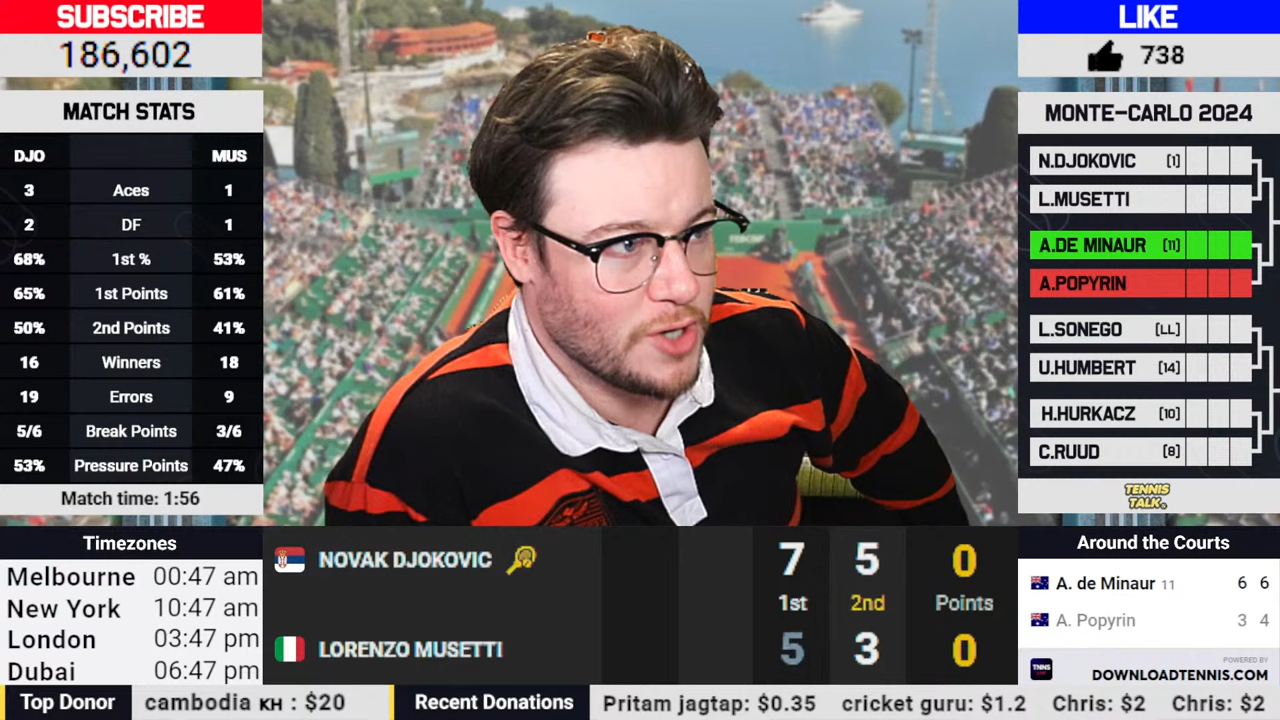 SUBSCRIBE
186,602
MATCH STATS
DJO MUS
3 Aces 1
2 DF 1
68% 1st % 53%
65% 1st Points 61%
50% 2nd Points 41%
16 Winners 18
19 Errors 9
5/6 Break Points 3/6
53% Pressure Points 47%
Match time: 1:56
Timezones
Melbourne 00:47 am
New York 10:47 am
London 03:47 pm
Dubai 06:47 pm
LIKE
738
MONTE-CARLO 2024
N.DJOKOVIC [1]
L.MUSETTI
A.DE MINAUR [11]
A.POPYRIN
L.SONEGO [LL]
U.HUMBERT [14]
H.HURKACZ [10]
C.RUUD [8]
TENNIS
TALK.
NOVAK DJOKOVIC 7 5 0
1st 2nd Points
LORENZO MUSETTI 5 3 0
Around the Courts
A. de Minaur 11 6 6
A. Popyrin 3 4
TNNS
POWERED BY
DOWNLOADTENNIS.COM
Top Donor cambodia KH : $20 Recent Donations Pritam jagtap: $0.35 cricket guru: $1.2 Chris: $2 Chris: $2